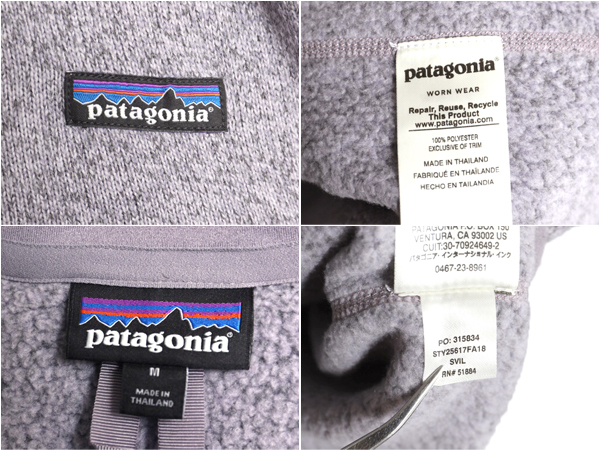 patagonia®
patagonia®
WORN WEAR
Repair, Reuse, Recycle
This Product
www.patagonia.com
100% POLYESTER
EXCLUSIVE OF TRIM
MADE IN THAILAND
FABRIQUÉ EN THAÏLANDE
HECHO EN TAILANDIA
patagonia®
M
MADE IN
THAILAND
PATAGONIA P.O. BOX 150
VENTURA, CA 93002 US
CUIT:30-70924649-2
パタゴニア・インターナショナル・インク
0467-23-8961
PO: 315834
STY25617FA18
SVIL
RN# 51884